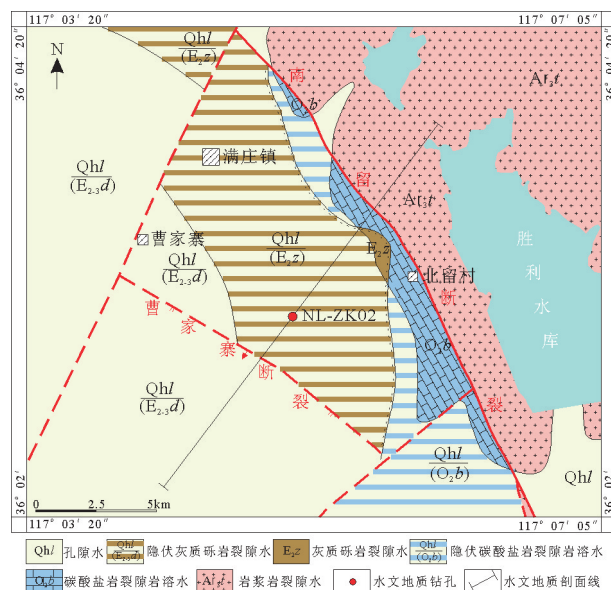 117° 03′ 20″
117° 07′ 05″
36° 04′ 20″
36° 04′ 20″
N
Qhl
(E₂z)
南
O₂b
Ar₃t
满庄镇
Qhl
(E₂₋₃d)
留
Ar₃t
曹家寨
Qhl
(E₂₋₃d)
Qhl
(E₂z)
E₂z
北留村
断
胜利水库
NL-ZK02
曹家寨断裂
O₂b
Qhl
(E₂₋₃d)
裂
Qhl
(O₂b)
Qhl
36° 02′
36° 02′
0 2.5 5km
117° 03′ 20″
117° 07′ 05″
Qhl 孔隙水
Qhl
(E₂₋₃d) 隐伏灰质砾岩裂隙水
E₂z 灰质砾岩裂隙水
Qhl
(O₂b) 隐伏碳酸盐岩裂隙岩溶水
O₂b 碳酸盐岩裂隙岩溶水
Ar₃t 岩浆岩裂隙水
水文地质钻孔
水文地质剖面线